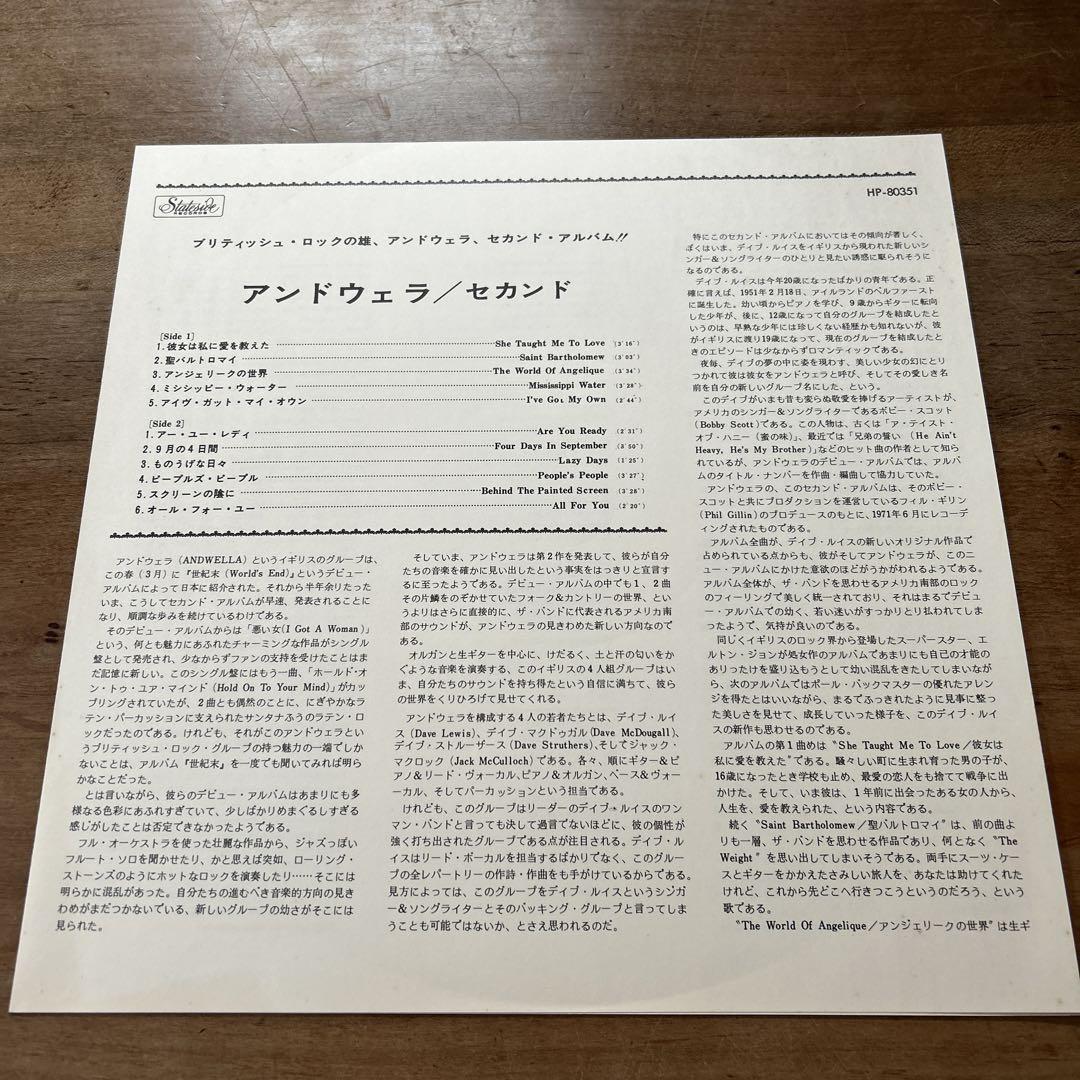 Stateside
RECORDS
HP-80351
ブリティッシュ・ロックの雄、アンドウェラ、セカンド・アルバム!!
アンドウェラ／セカンド
[Side 1]
1. 彼女は私に愛を教えた She Taught Me To Love (3′16″)
2. 聖バルトロマイ Saint Bartholomew (3′03″)
3. アンジェリークの世界 The World Of Angelique (3′34″)
4. ミシシッピー・ウォーター Mississippi Water (3′28″)
5. アイヴ・ガット・マイ・オウン I've Got My Own (2′44″)
[Side 2]
1. アー・ユー・レディ Are You Ready (2′31″)
2. 9月の4日間 Four Days In September (3′50″)
3. ものうげな日々 Lazy Days (1′25″)
4. ピープルズ・ピープル People's People (3′27″)
5. スクリーンの陰に Behind The Painted Screen (3′28″)
6. オール・フォー・ユー All For You (2′20″)
アンドウェラ(ANDWELLA)というイギリスのグループは、
この春(3月)に『世紀末(World's End)』というデビュー・
アルバムによって日本に紹介された。それから半年余りたった
いま、こうしてセカンド・アルバムが早速、発表されることに
なり、順調な歩みを続けているわけである。
そのデビュー・アルバムからは「悪い女(I Got A Woman)」
という、何とも魅力にあふれたチャーミングな作品がシングル
盤として発売され、少なからずファンの支持を受けたことはま
だ記憶に新しい。このシングル盤にはもう一曲、「ホールド・オ
ン・トゥ・ユア・マインド(Hold On To Your Mind)」がカッ
プリングされていたが、2曲とも偶然のことに、にぎやかなラ
テン・パーカッションに支えられたサンタナふうのラテン・ロ
ックだったのである。けれども、それがこのアンドウェラとい
うブリティッシュ・ロック・グループの持つ魅力の一端でしか
ないことは、アルバム『世紀末』を一度でも聞いてみれば明ら
かなことだった。
とは言いながら、彼らのデビュー・アルバムはあまりにも多
様なる色彩にあふれすぎていて、少しばかりめまぐるしすぎる
感じがしたことは否定できなかったようである。
フル・オーケストラを使った壮麗な作品から、ジャズっぽい
フルート・ソロを聞かせたり、かと思えば突如、ローリング・
ストーンズのようにホットなロックを演奏したり……そこには
明らかに混乱があった。自分たちの進むべき音楽的方向の見き
わめがまだつかないでいる、新しいグループの幼さがそこには
見られた。
そしていま、アンドウェラは第2作を発表して、彼らが自分
たちの音楽を確かに見い出したという事実をはっきりと宣言す
るに至ったようである。デビュー・アルバムの中でも1、2曲
その片鱗をのぞかせていたフォーク&カントリーの世界、とい
うよりはさらに直接的に、ザ・バンドに代表されるアメリカ南
部のサウンドが、アンドウェラの見きわめた新しい方向なので
ある。
オルガンと生ギターを中心に、けだるく、土と汗の匂いをか
ぐような音楽を演奏する、このイギリスの4人組グループはい
ま、自分たちのサウンドを持ち得たという自信に満ちて、彼ら
の世界をくりひろげて見せてくれる。
アンドウェラを構成する4人の若者たちとは、デイブ・ルイ
ス(Dave Lewis)、デイブ・マクドゥガル(Dave McDougall)、
デイブ・ストルーザース(Dave Struthers)、そしてジャック・
マックロック(Jack McCulloch)である。各々、順にギター&ピ
アノ&リード・ヴォーカル、ピアノ&オルガン、ベース&ヴォ
ーカル、そしてパーカッションという担当である。
けれども、このグループはリーダーのデイブ・ルイスのワン
マン・バンドと言っても決して過言でないほどに、彼の個性が
強く打ち出されたグループである点が注目される。デイブ・ル
イスはリード・ボーカルを担当するばかりでなく、このグルー
プの全レパートリーの作詩・作曲をも手がけているからである。
見方によっては、このグループをデイブ・ルイスというシンガ
ー&ソングライターとそのバッキング・グループと言ってしま
うことも可能ではないか、とさえ思われるのだ。
特にこのセカンド・アルバムにおいてはその傾向が著しく、
ぼくはいま、デイブ・ルイスをイギリスから現われた新しいシ
ンガー&ソングライターのひとりと見たい誘惑に駆られそうに
なるのである。
デイブ・ルイスは今年20歳になったばかりの青年である。正
確に言えば、1951年2月18日、アイルランドのベルファースト
に誕生した。幼い頃からピアノを学び、9歳からギターに転向
した少年が、後に、12歳になって自分のグループを結成したと
いうのは、早熟な少年には珍しくない経歴かも知れないが、彼
がイギリスに渡り19歳になって、現在のグループを結成したと
きのエピソードは少なからずロマンティックである。
夜毎、デイブの夢の中に姿を現わす、美しい少女の幻にとり
つかれて彼は彼女をアンドウェラと呼び、そしてその愛しき名
前を自分の新しいグループ名にした、という。
このデイブがいまも昔も変らぬ敬愛を捧げるアーティストが、
アメリカのシンガー&ソングライターであるボビー・スコット
(Bobby Scott)である。この人物は、古くは「ア・テイスト・
オブ・ハニー(蜜の味)」、最近では「兄弟の誓い (He Ain't
Heavy, He's My Brother)」などのヒット曲の作者として知ら
れているが、アンドウェラのデビュー・アルバムでは、アルバ
ムのタイトル・ナンバーを作曲・編曲して協力していた。
アンドウェラの、このセカンド・アルバムは、そのボビー・
スコットと共にプロダクションを運営しているフィル・ギリン
(Phil Gillin)のプロデュースのもとに、1971年6月にレコーデ
ィングされたものである。
アルバム全曲が、デイブ・ルイスの新しいオリジナル作品で
占められている点からも、彼がそしてアンドウェラが、このニ
ュー・アルバムにかけた意欲のほどがうかがわれるようである。
アルバム全体が、ザ・バンドを思わせるアメリカ南部のロック
のフィーリングで美しく統一されており、それはまるでデビュ
ー・アルバムでの幼く、若い迷いがすっかりとり払われてしま
ったようで、気持が良いのである。
同じくイギリスのロック界から登場したスーパースター、エ
ルトン・ジョンが処女作のアルバムであまりにも自己の才能の
ありったけを盛り込もうとして幼い混乱をきたしてしまいなが
ら、次のアルバムではポール・バックマスターの優れたアレン
ジを得たとはいいながら、まるでふっきれたように見事に整っ
た美しさを見せて、成長していった様子を、このデイブ・ルイ
スの新作も思わせるのである。
アルバムの第1曲めは〝She Taught Me To Love／彼女は
私に愛を教えた〟である。騒々しい町に生まれ育った男の子が、
16歳になったとき学校も止め、最愛の恋人をも捨てて戦争に出
かけた。そして、いま彼は、1年前に出会ったある女の人から、
人生を、愛を教えられた、という内容である。
続く〝Saint Bartholomew／聖バルトロマイ〟は、前の曲よ
りも一層、ザ・バンドを思わせる作品であり、何となく〝The
Weight〟を思い出してしまいそうである。両手にスーツ・ケー
スとギターをかかえたさみしい旅人を、あなたは助けてくれた
けれど、これから先どこへ行きつこうというのだろう、という
歌である。
〝The World Of Angelique／アンジェリークの世界〟は生ギ